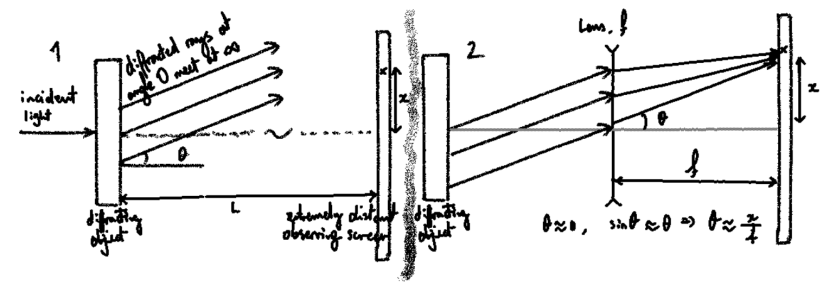 1
diffracted rays at
angle θ meet at ∞
incident
light
x
θ
L
diffracting
object
extremely distant
observing screen
2
Lens, f
x
θ
f
diffracting
object
θ≈0, sinθ≈θ ⇒ θ≈x/f